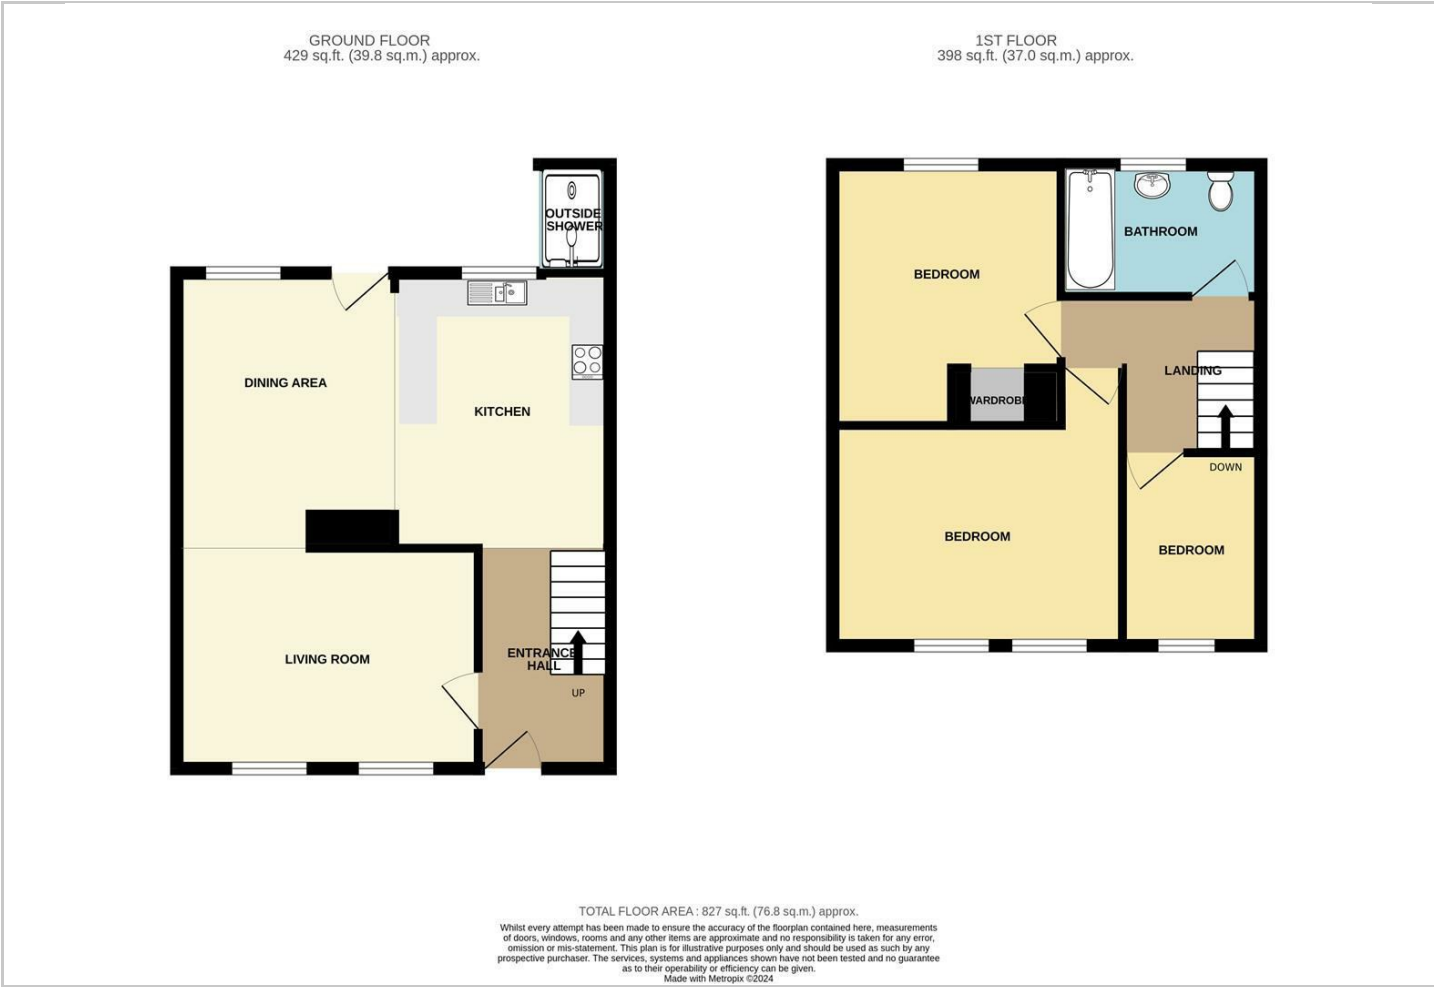 GROUND FLOOR
429 sq.ft. (39.8 sq.m.) approx.
1ST FLOOR
398 sq.ft. (37.0 sq.m.) approx.
OUTSIDE
SHOWER
DINING AREA
KITCHEN
LIVING ROOM
ENTRANCE
HALL
UP
BATHROOM
BEDROOM
LANDING
WARDROBE
DOWN
BEDROOM
BEDROOM
TOTAL FLOOR AREA : 827 sq.ft. (76.8 sq.m.) approx.
Whilst every attempt has been made to ensure the accuracy of the floorplan contained here, measurements
of doors, windows, rooms and any other items are approximate and no responsibility is taken for any error,
omission or mis-statement. This plan is for illustrative purposes only and should be used as such by any
prospective purchaser. The services, systems and appliances shown have not been tested and no guarantee
as to their operability or efficiency can be given.
Made with Metropix ©2024